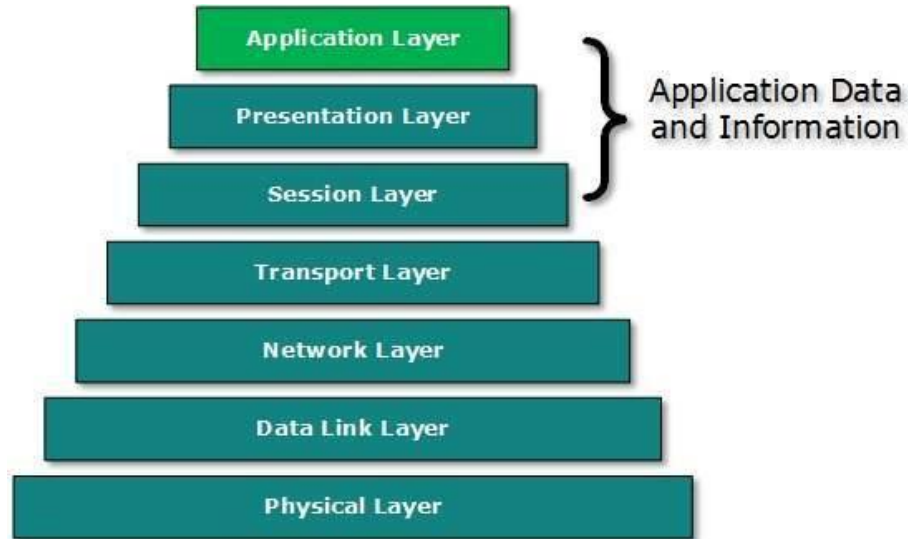 Application Layer
Presentation Layer
Session Layer
Transport Layer
Network Layer
Data Link Layer
Physical Layer
Application Data
and Information